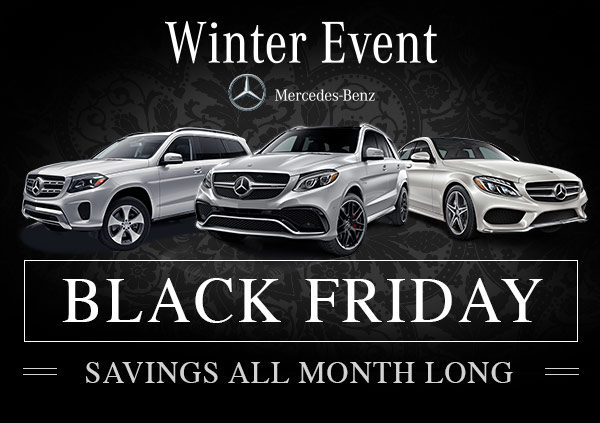 Winter Event
Mercedes-Benz
BLACK FRIDAY
SAVINGS ALL MONTH LONG